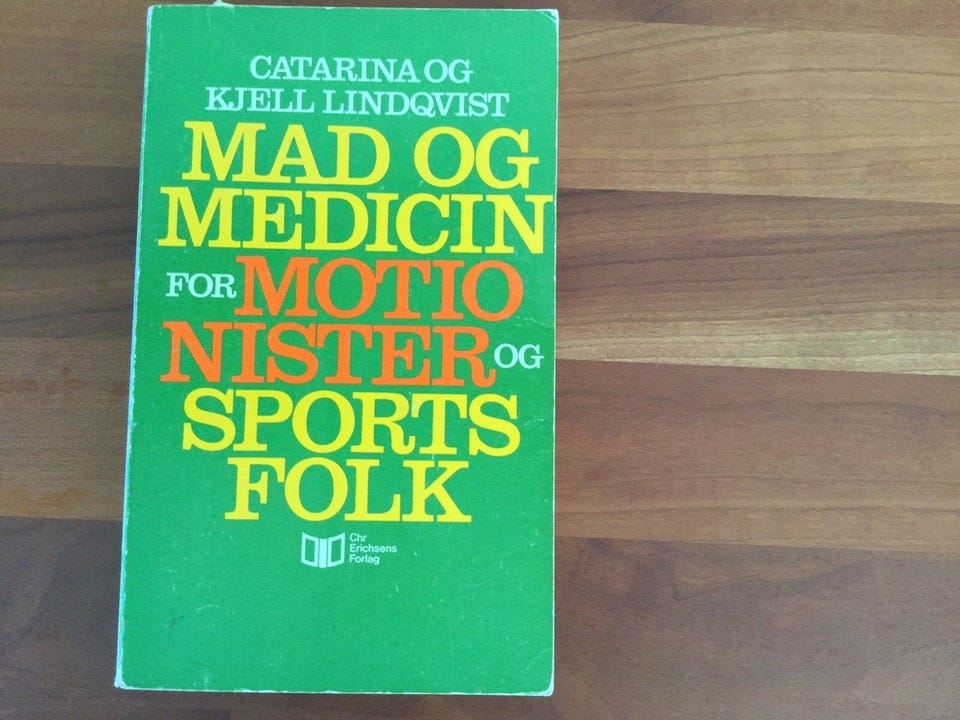 CATARINA OG
KJELL LINDQVIST
MAD OG
MEDICIN
FOR MOTIO
NISTER OG
SPORTS
FOLK
Chr
Erichsens
Forlag